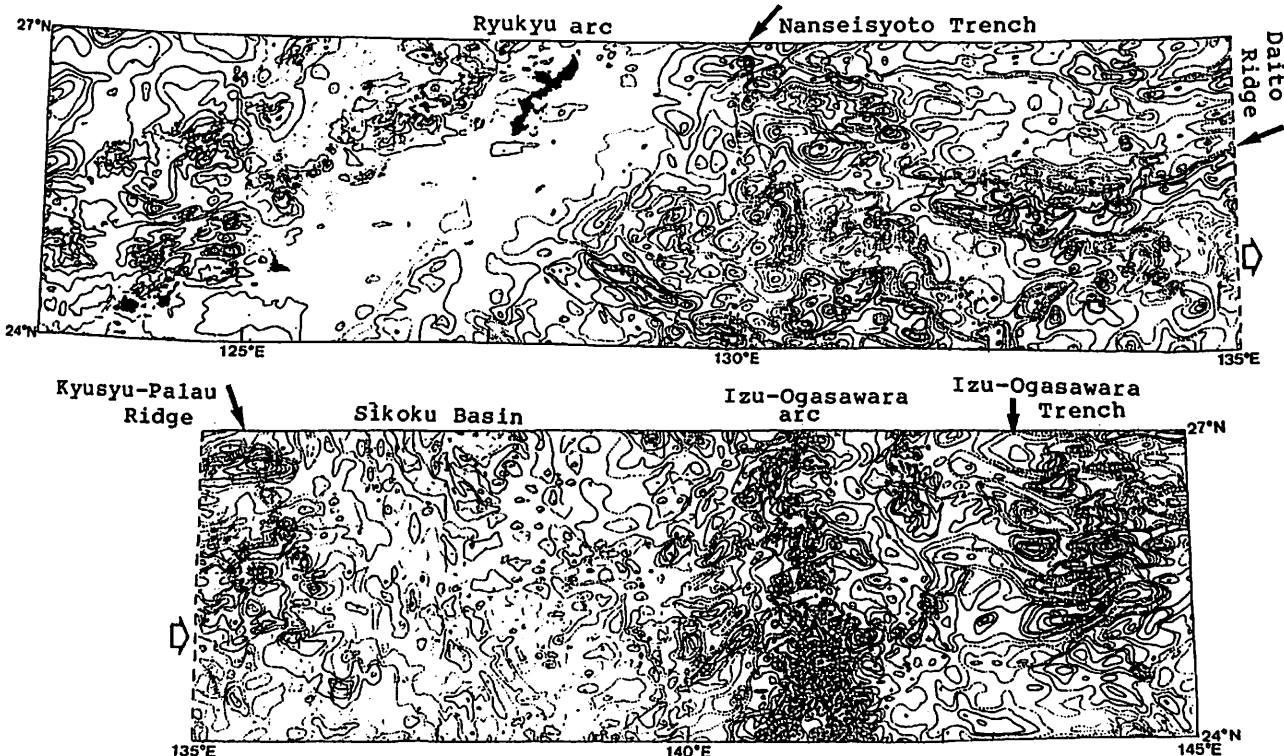 27°N
Ryukyu arc
Nanseisyoto Trench
Daito
Ridge
24°N
125°E
130°E
135°E
Kyusyu-Palau
Ridge
Sikoku Basin
Izu-Ogasawara
arc
Izu-Ogasawara
Trench
27°N
135°E
140°E
145°E
24°N